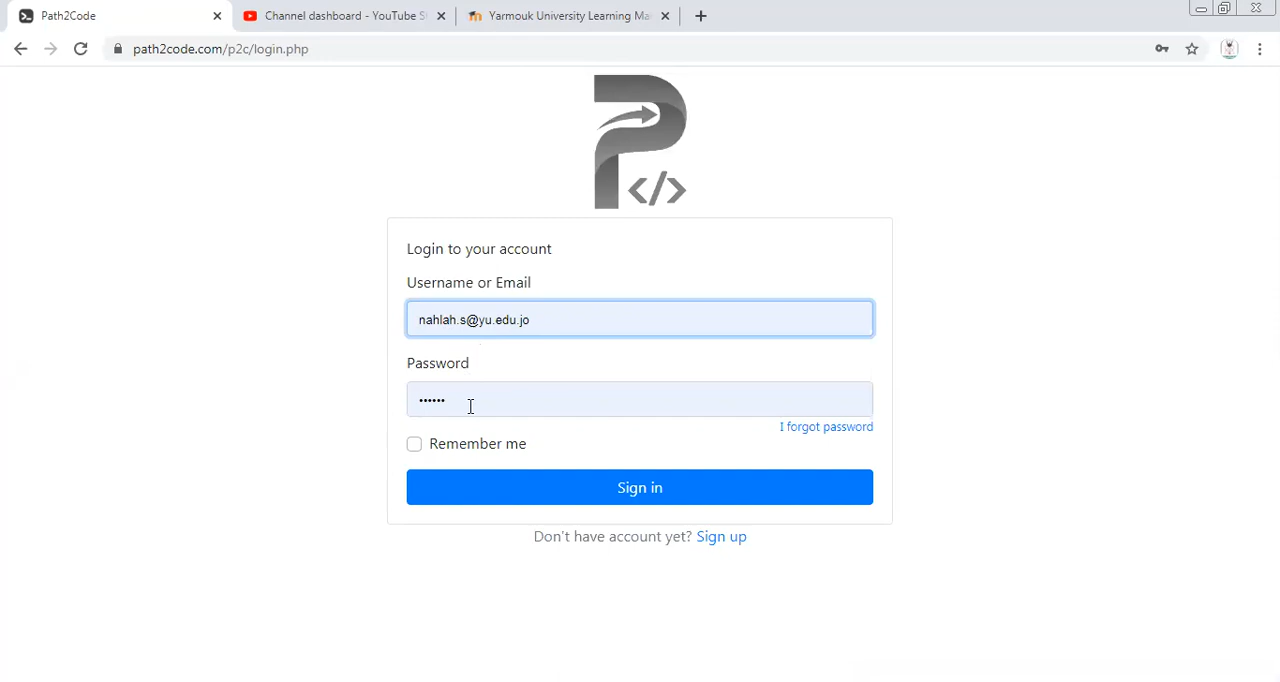 Path2Code
Channel dashboard - YouTube S
Yarmouk University Learning Ma
path2code.com/p2c/login.php
P </>
Login to your account
Username or Email
nahlah.s@yu.edu.jo
Password
••••••
I forgot password
Remember me
Sign in
Don't have account yet? Sign up